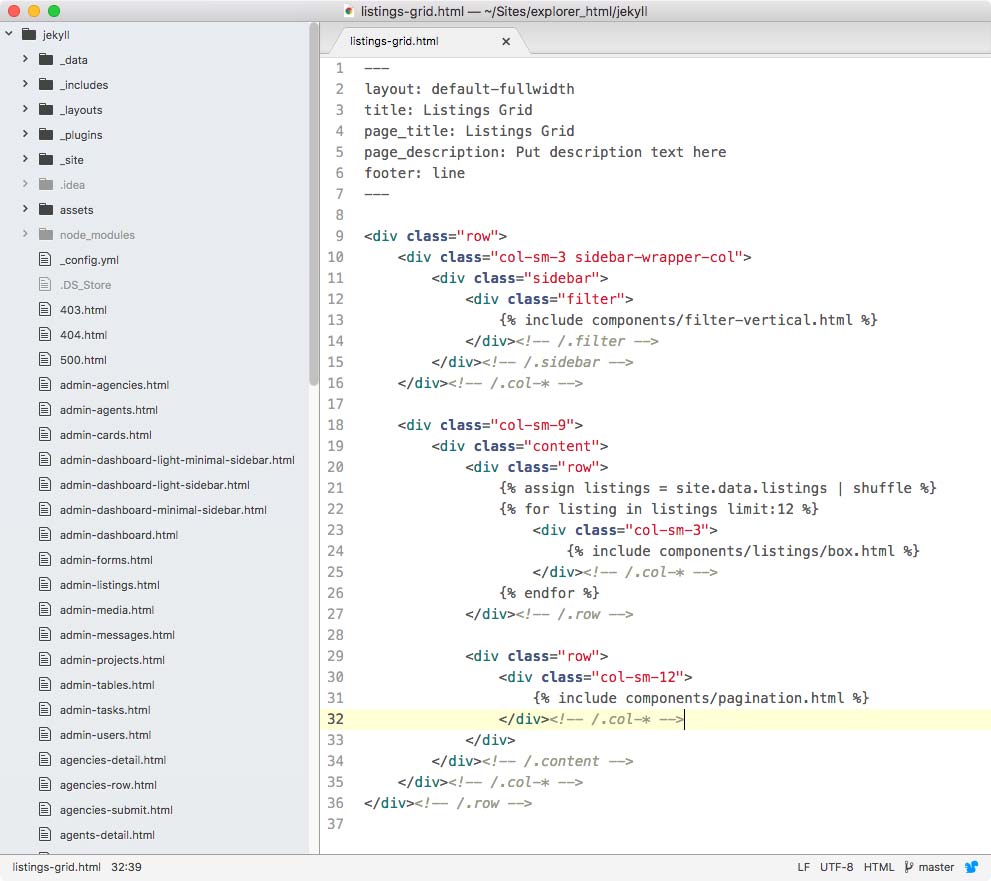 listings-grid.html — ~/Sites/explorer_html/jekyll
jekyll
_data
_includes
_layouts
_plugins
_site
.idea
assets
node_modules
_config.yml
.DS_Store
403.html
404.html
500.html
admin-agencies.html
admin-agents.html
admin-cards.html
admin-dashboard-light-minimal-sidebar.html
admin-dashboard-light-sidebar.html
admin-dashboard-minimal-sidebar.html
admin-dashboard.html
admin-forms.html
admin-listings.html
admin-media.html
admin-messages.html
admin-projects.html
admin-tables.html
admin-tasks.html
admin-users.html
agencies-detail.html
agencies-row.html
agencies-submit.html
agents-detail.html
listings-grid.html ×
1 ---
2 layout: default-fullwidth
3 title: Listings Grid
4 page_title: Listings Grid
5 page_description: Put description text here
6 footer: line
7 ---
8
9 <div class="row">
10     <div class="col-sm-3 sidebar-wrapper-col">
11         <div class="sidebar">
12             <div class="filter">
13                 {% include components/filter-vertical.html %}
14             </div><!-- /.filter -->
15         </div><!-- /.sidebar -->
16     </div><!-- /.col-* -->
17
18     <div class="col-sm-9">
19         <div class="content">
20             <div class="row">
21                 {% assign listings = site.data.listings | shuffle %}
22                 {% for listing in listings limit:12 %}
23                     <div class="col-sm-3">
24                         {% include components/listings/box.html %}
25                     </div><!-- /.col-* -->
26                 {% endfor %}
27             </div><!-- /.row -->
28
29             <div class="row">
30                 <div class="col-sm-12">
31                     {% include components/pagination.html %}
32                 </div><!-- /.col-* -->
33             </div>
34         </div><!-- /.content -->
35     </div><!-- /.col-* -->
36 </div><!-- /.row -->
37
listings-grid.html 32:39 LF UTF-8 HTML master